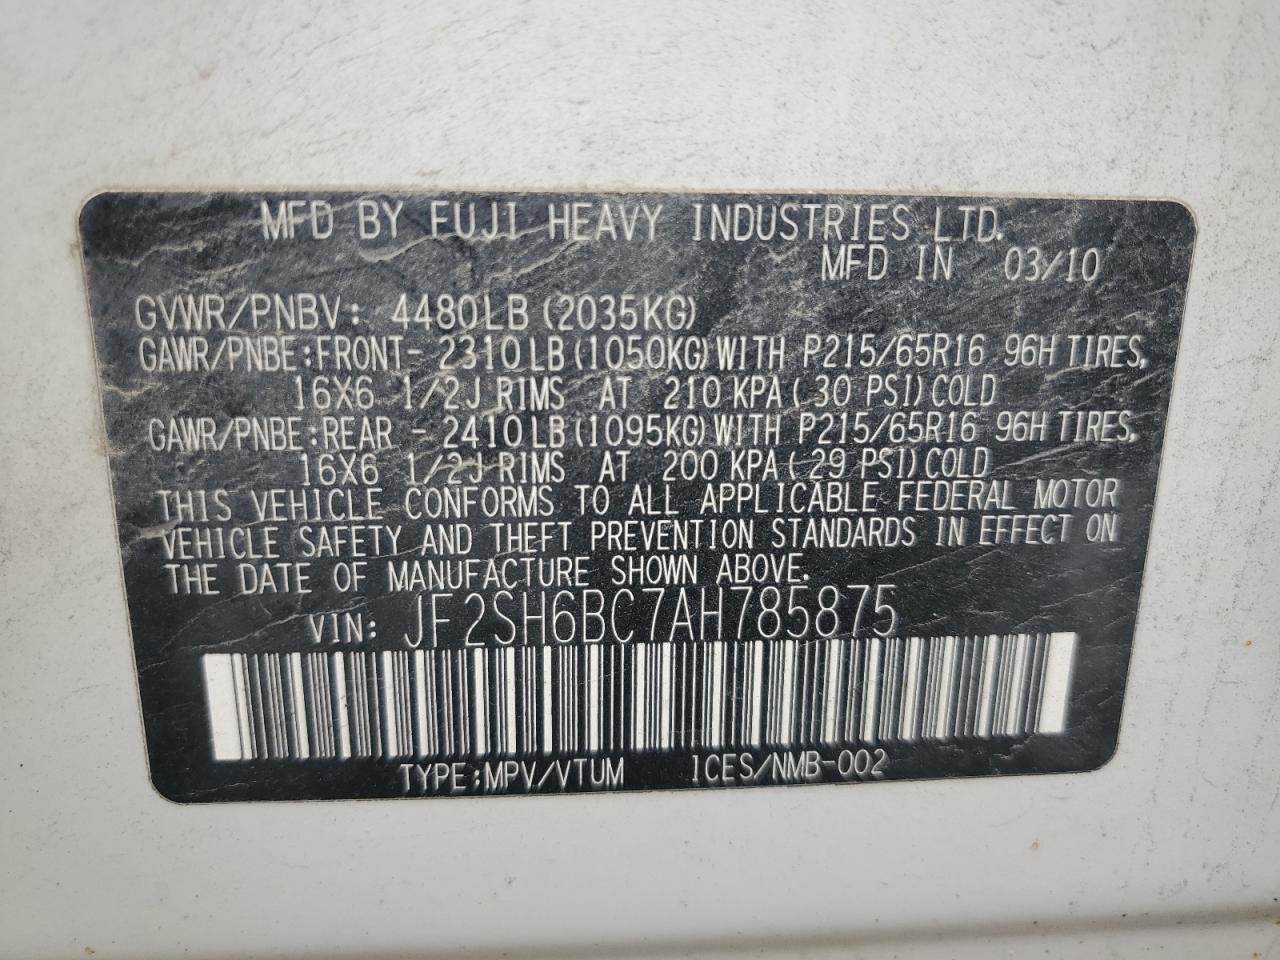 MFD BY FUJI HEAVY INDUSTRIES LTD.
MFD IN 03/10
GVWR/PNBV: 4480LB (2035KG)
GAWR/PNBE:FRONT- 2310LB(1050KG)WITH P215/65R16 96H TIRES,
16X6 1/2J RIMS AT 210 KPA(30 PSI)COLD
GAWR/PNBE:REAR - 2410LB(1095KG)WITH P215/65R16 96H TIRES,
16X6 1/2J RIMS AT 200 KPA(29 PSI)COLD
THIS VEHICLE CONFORMS TO ALL APPLICABLE FEDERAL MOTOR
VEHICLE SAFETY AND THEFT PREVENTION STANDARDS IN EFFECT ON
THE DATE OF MANUFACTURE SHOWN ABOVE.
VIN: JF2SH6BC7AH785875
TYPE:MPV/VTUM ICES/NMB-002